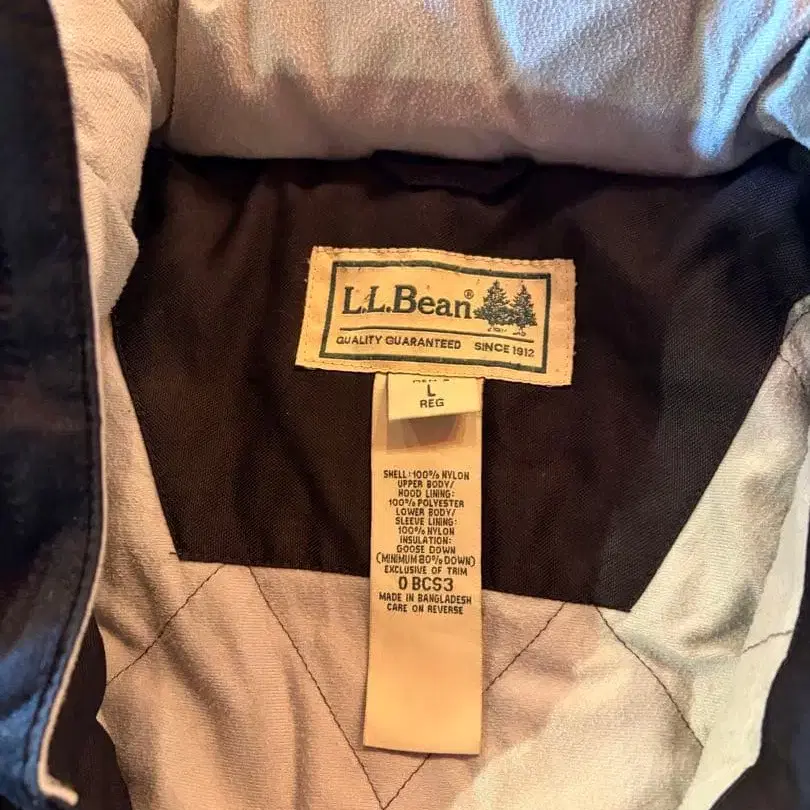 L.L.Bean®
QUALITY GUARANTEED SINCE 1912
L
REG
SHELL: 100% NYLON
UPPER BODY/
HOOD LINING:
100% POLYESTER
LOWER BODY/
SLEEVE LINING:
100% NYLON
INSULATION:
GOOSE DOWN
(MINIMUM 80% DOWN)
EXCLUSIVE OF TRIM
0 BCS3
MADE IN BANGLADESH
CARE ON REVERSE